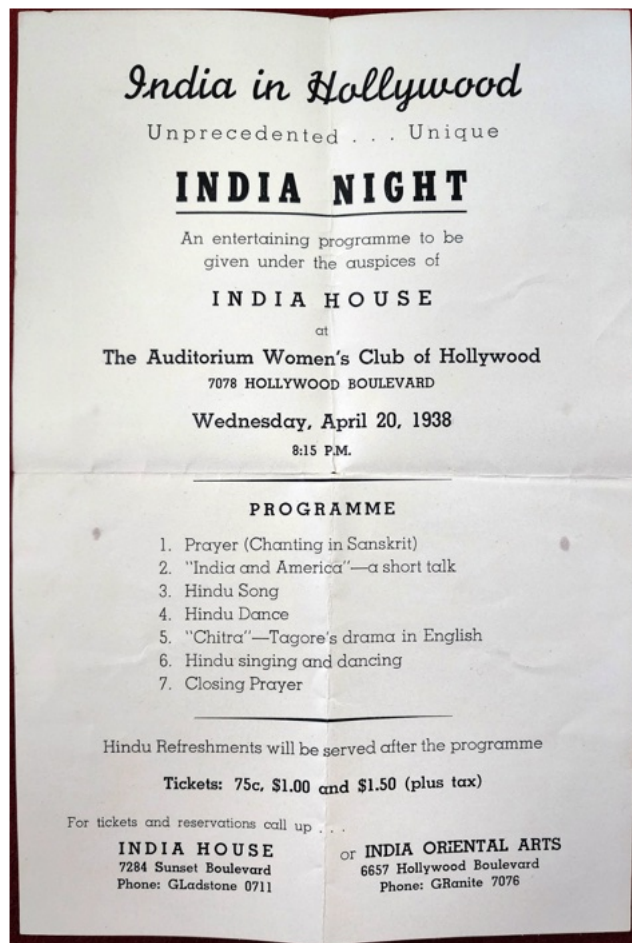 India in Hollywood
Unprecedented . . . Unique
INDIA NIGHT
An entertaining programme to be
given under the auspices of
INDIA HOUSE
at
The Auditorium Women's Club of Hollywood
7078 HOLLYWOOD BOULEVARD
Wednesday, April 20, 1938
8:15 P.M.
PROGRAMME
1. Prayer (Chanting in Sanskrit)
2. "India and America"—a short talk
3. Hindu Song
4. Hindu Dance
5. "Chitra"—Tagore's drama in English
6. Hindu singing and dancing
7. Closing Prayer
Hindu Refreshments will be served after the programme
Tickets: 75c, $1.00 and $1.50 (plus tax)
For tickets and reservations call up . . .
INDIA HOUSE
7284 Sunset Boulevard
Phone: GLadstone 0711
or INDIA ORIENTAL ARTS
6657 Hollywood Boulevard
Phone: GRanite 7076